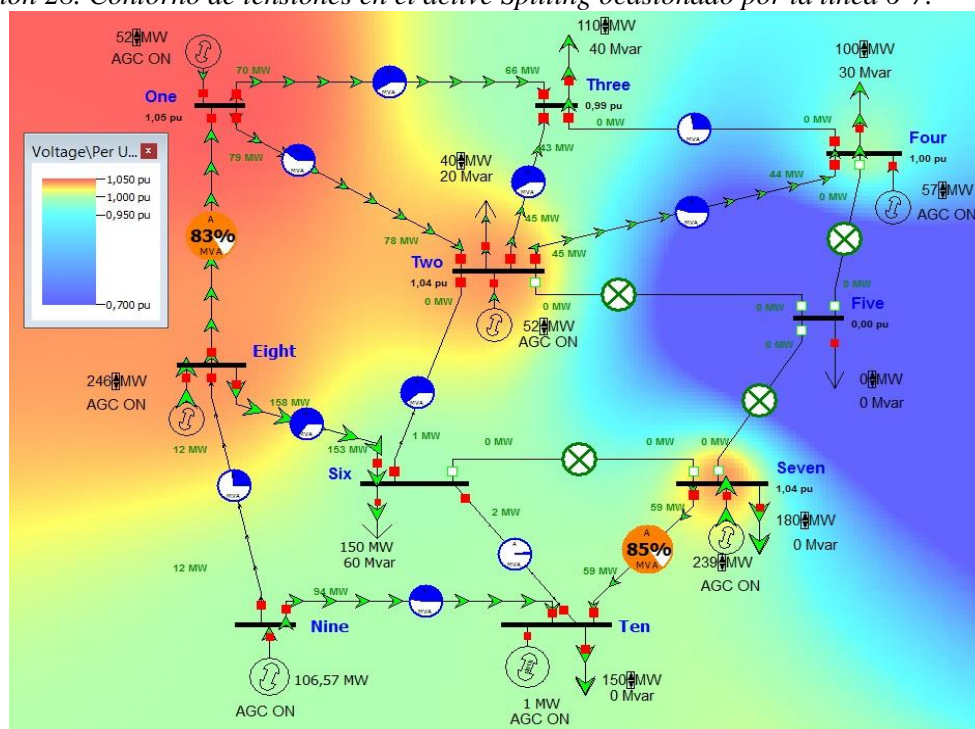 ión 28. Contorno de tensiones en el active Splitting ocasionado por la línea 6-7.
52 MW
AGC ON
One
1,05 pu
70 MW
66 MW
110 MW
40 Mvar
Three
0,99 pu
0 MW
0 MW
100 MW
30 Mvar
Four
1,00 pu
57 MW
AGC ON
Voltage\Per U...
1,050 pu
1,000 pu
0,950 pu
0,700 pu
79 MW
78 MW
83%
A
MVA
40 MW
20 Mvar
43 MW
45 MW
44 MW
45 MW
0 MW
Two
1,04 pu
0 MW
0 MW
52 MW
AGC ON
0 MW
0 MW
0 MW
Five
0,00 pu
0 MW
0 Mvar
Eight
246 MW
AGC ON
158 MW
153 MW
1 MW
12 MW
12 MW
Six
0 MW
0 MW
0 MW
150 MW
60 Mvar
2 MW
Seven
1,04 pu
59 MW
180 MW
0 Mvar
239 MW
AGC ON
85%
A
MVA
59 MW
94 MW
Nine
106,57 MW
AGC ON
Ten
1 MW
AGC ON
150 MW
0 Mvar